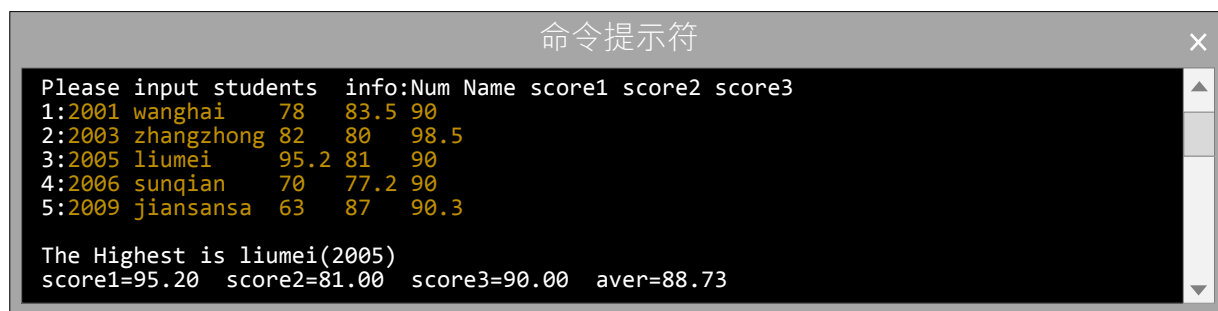 命令提示符
Please input students info:Num Name score1 score2 score3
1:2001 wanghai 78 83.5 90
2:2003 zhangzhong 82 80 98.5
3:2005 liumei 95.2 81 90
4:2006 sunqian 70 77.2 90
5:2009 jiansansa 63 87 90.3
The Highest is liumei(2005)
score1=95.20 score2=81.00 score3=90.00 aver=88.73